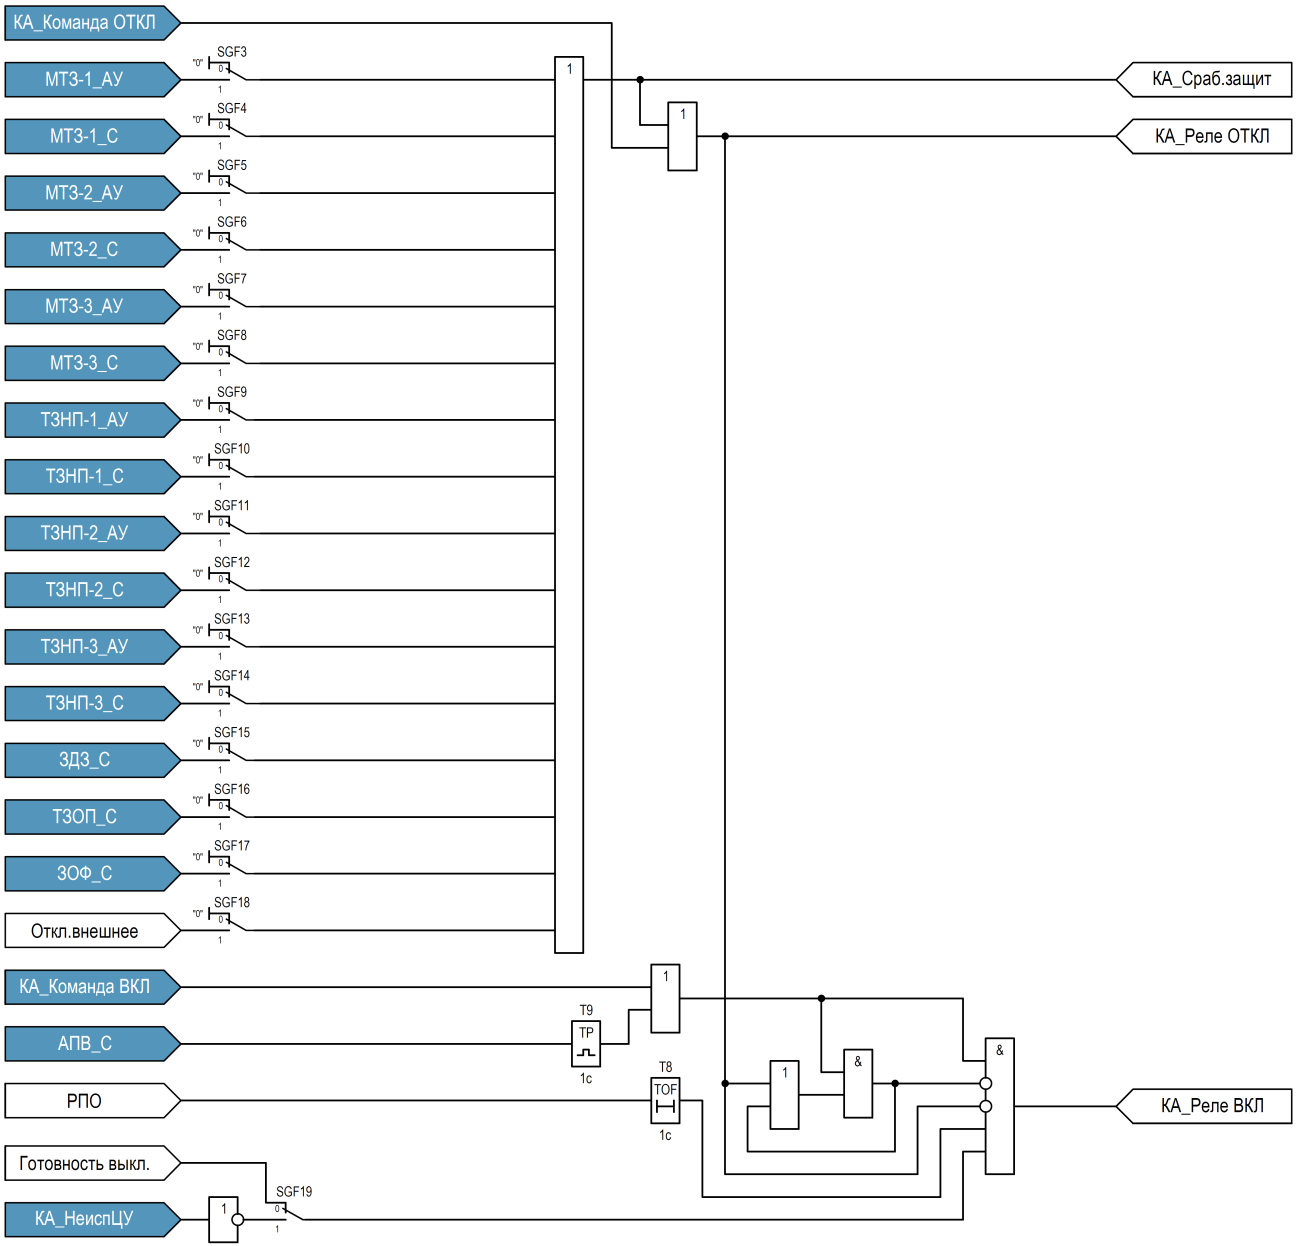 КА_Команда ОТКЛ
SGF3
"0"
0
МТЗ-1_АУ
1
1
КА_Сраб.защит
SGF4
"0"
0
МТЗ-1_С
1
1
КА_Реле ОТКЛ
SGF5
"0"
0
МТЗ-2_АУ
1
SGF6
"0"
0
МТЗ-2_С
1
SGF7
"0"
0
МТЗ-3_АУ
1
SGF8
"0"
0
МТЗ-3_С
1
SGF9
"0"
0
ТЗНП-1_АУ
1
SGF10
"0"
0
ТЗНП-1_С
1
SGF11
"0"
0
ТЗНП-2_АУ
1
SGF12
"0"
0
ТЗНП-2_С
1
SGF13
"0"
0
ТЗНП-3_АУ
1
SGF14
"0"
0
ТЗНП-3_С
1
SGF15
"0"
0
ЗДЗ_С
1
SGF16
"0"
0
ТЗОП_С
1
SGF17
"0"
0
ЗОФ_С
1
SGF18
"0"
0
Откл.внешнее
1
КА_Команда ВКЛ
1
T9
АПВ_С
TP
1с
&
T8
РПО
TOF
1с
1
&
КА_Реле ВКЛ
Готовность выкл.
SGF19
0
КА_НеиспЦУ
1
1